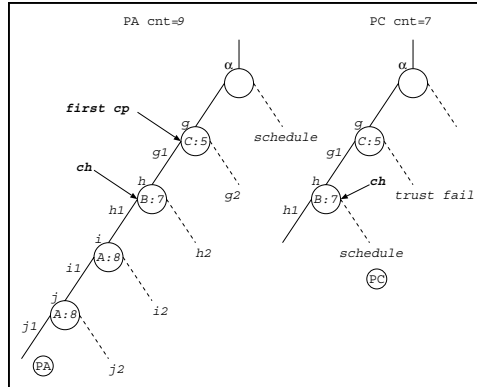 PA cnt=9
PC cnt=7
α
α
first cp
g
C:5
schedule
g
C:5
g1
g1
ch
h
g2
h
ch
trust fail
h1
B:7
h1
B:7
i
h2
schedule
A:8
i1
PC
j
i2
A:8
j1
PA
j2